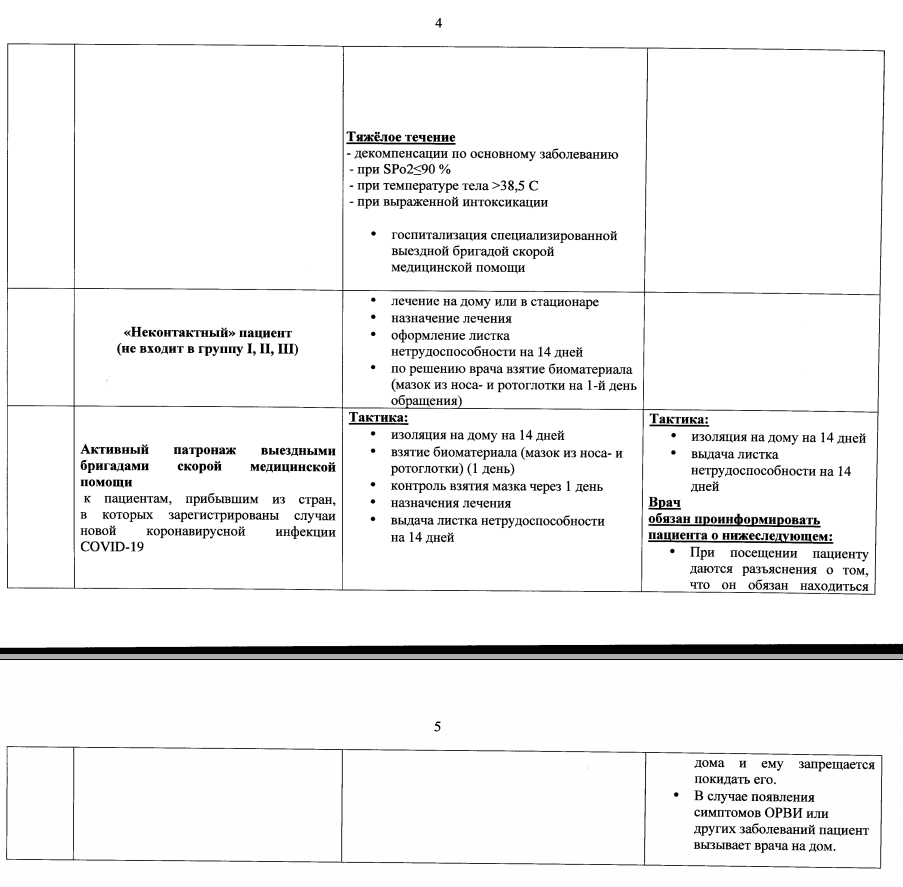 4
Тяжёлое течение
- декомпенсации по основному заболеванию
- при SPo2≤90 %
- при температуре тела >38,5 С
- при выраженной интоксикации
• госпитализация специализированной
выездной бригадой скорой
медицинской помощи
«Неконтактный» пациент
(не входит в группу I, II, III)
• лечение на дому или в стационаре
• назначение лечения
• оформление листка
нетрудоспособности на 14 дней
• по решению врача взятие биоматериала
(мазок из носа- и ротоглотки на 1-й день
обращения)
Активный патронаж выездными
бригадами скорой медицинской
помощи
к пациентам, прибывшим из стран,
в которых зарегистрированы случаи
новой коронавирусной инфекции
COVID-19
Тактика:
• изоляция на дому на 14 дней
• взятие биоматериала (мазок из носа- и
ротоглотки) (1 день)
• контроль взятия мазка через 1 день
• назначения лечения
• выдача листка нетрудоспособности
на 14 дней
Тактика:
• изоляция на дому на 14 дней
• выдача листка
нетрудоспособности на 14
дней
Врач
обязан проинформировать
пациента о нижеследующем:
• При посещении пациенту
даются разъяснения о том,
что он обязан находиться
5
дома и ему запрещается
покидать его.
• В случае появления
симптомов ОРВИ или
других заболеваний пациент
вызывает врача на дом.